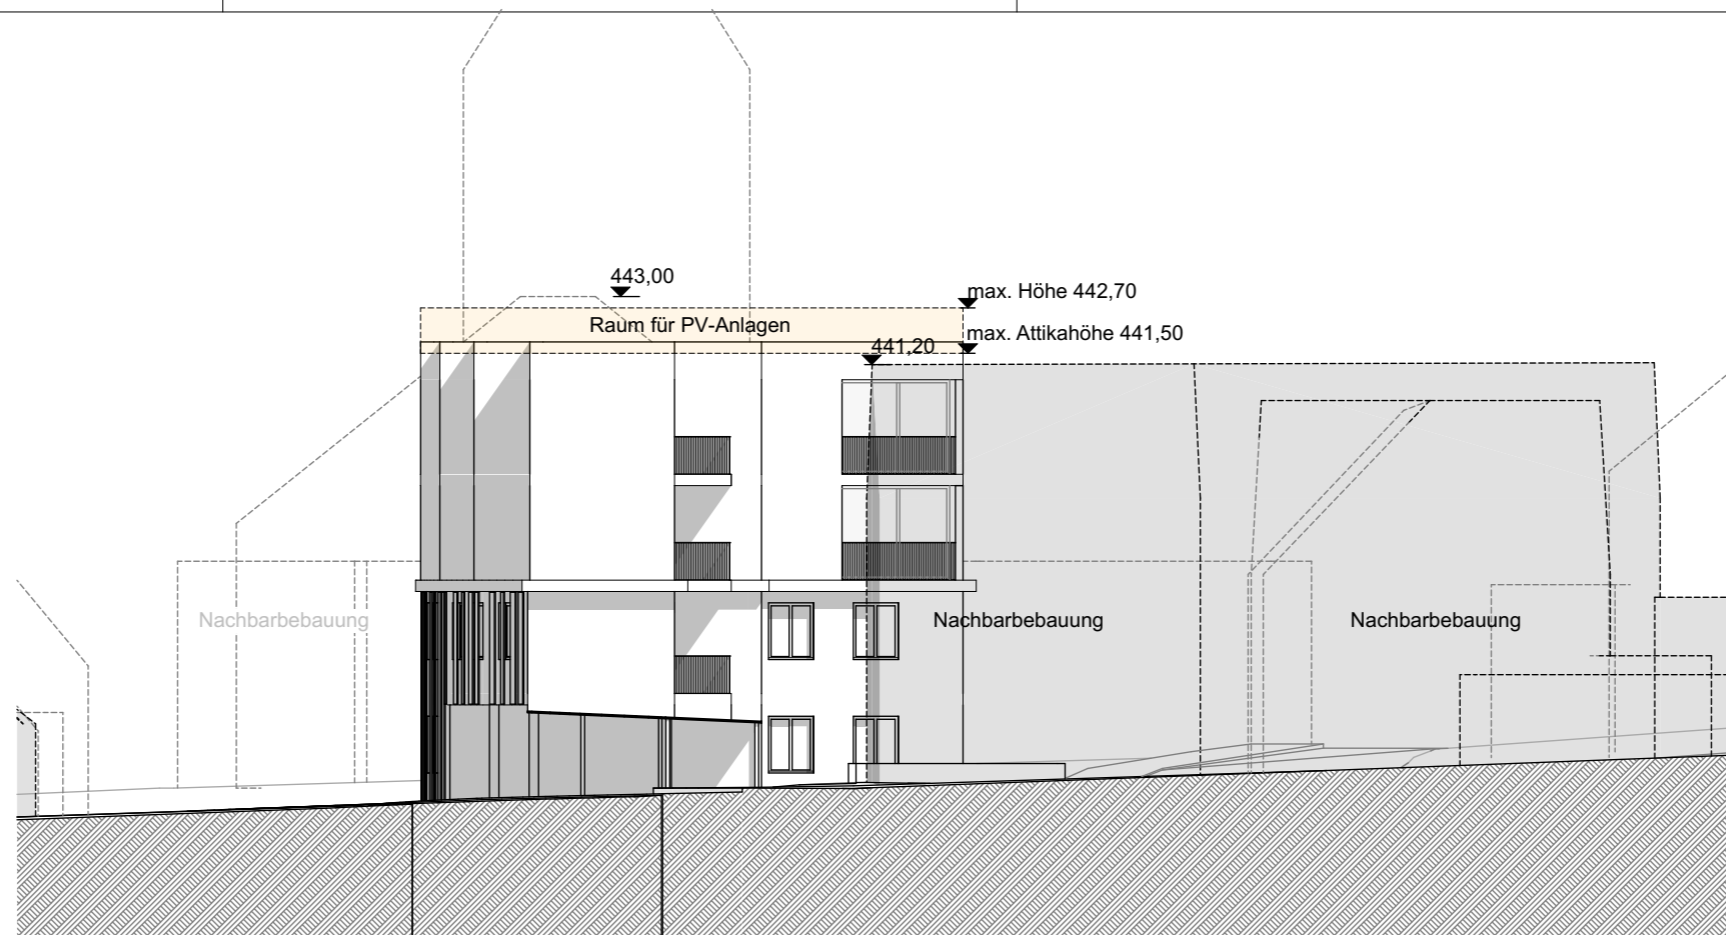 443,00
max. Höhe 442,70
Raum für PV-Anlagen
max. Attikahöhe 441,50
441,20
Nachbarbebauung
Nachbarbebauung
Nachbarbebauung